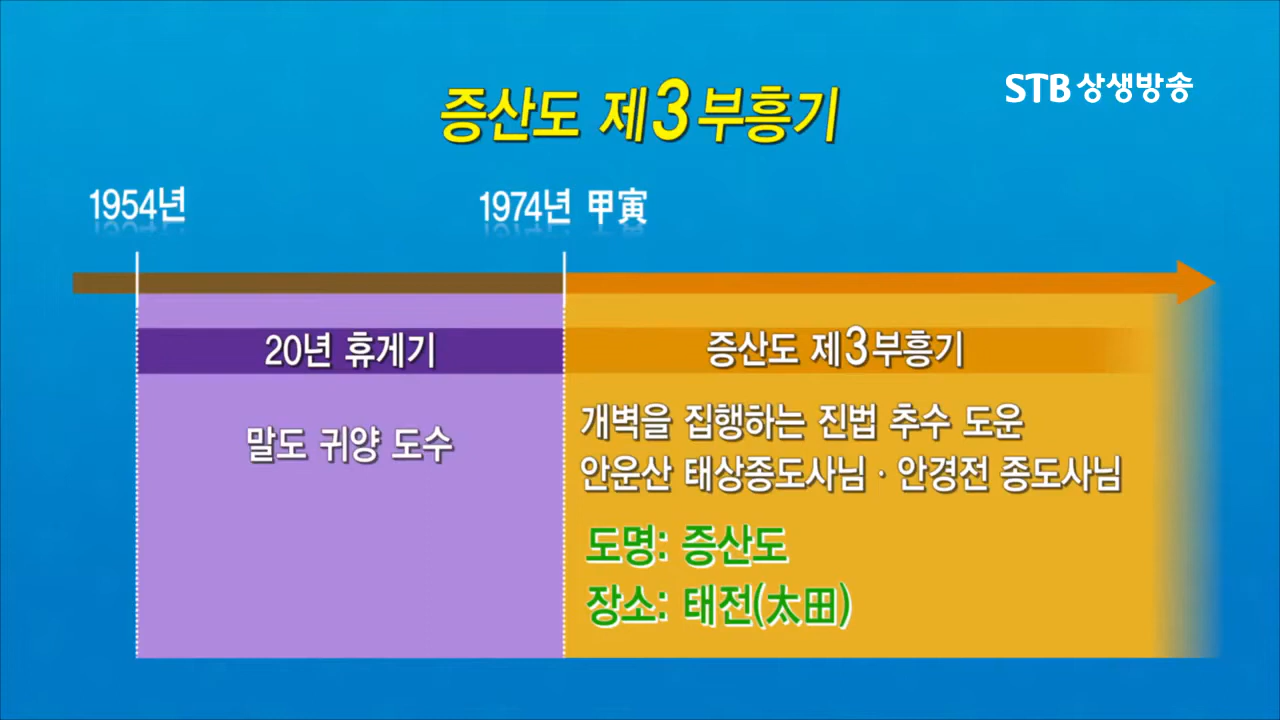 STB 상생방송
증산도 제3부흥기
1954년
1974년 甲寅
20년 휴게기
말도 귀양 도수
증산도 제3부흥기
개벽을 집행하는 진법 추수 도운
안운산 태상종도사님 · 안경전 종도사님
도명: 증산도
장소: 태전(太田)